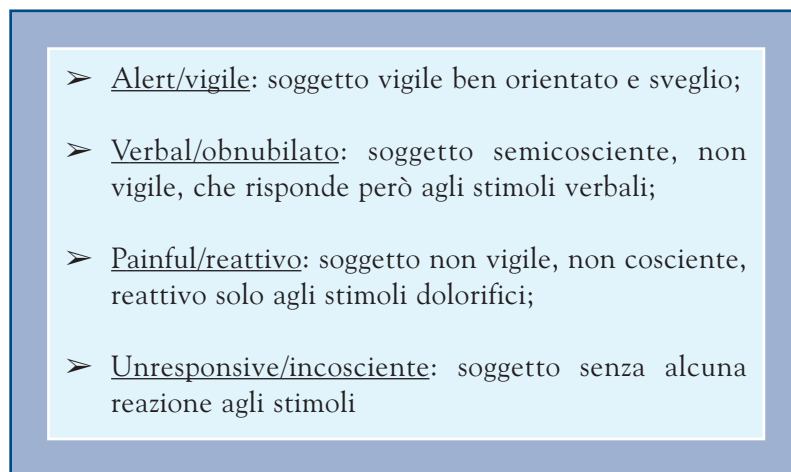 ➢ Alert/vigile: soggetto vigile ben orientato e sveglio;
➢ Verbal/obnubilato: soggetto semicosciente, non
vigile, che risponde però agli stimoli verbali;
➢ Painful/reattivo: soggetto non vigile, non cosciente,
reattivo solo agli stimoli dolorifici;
➢ Unresponsive/incosciente: soggetto senza alcuna
reazione agli stimoli